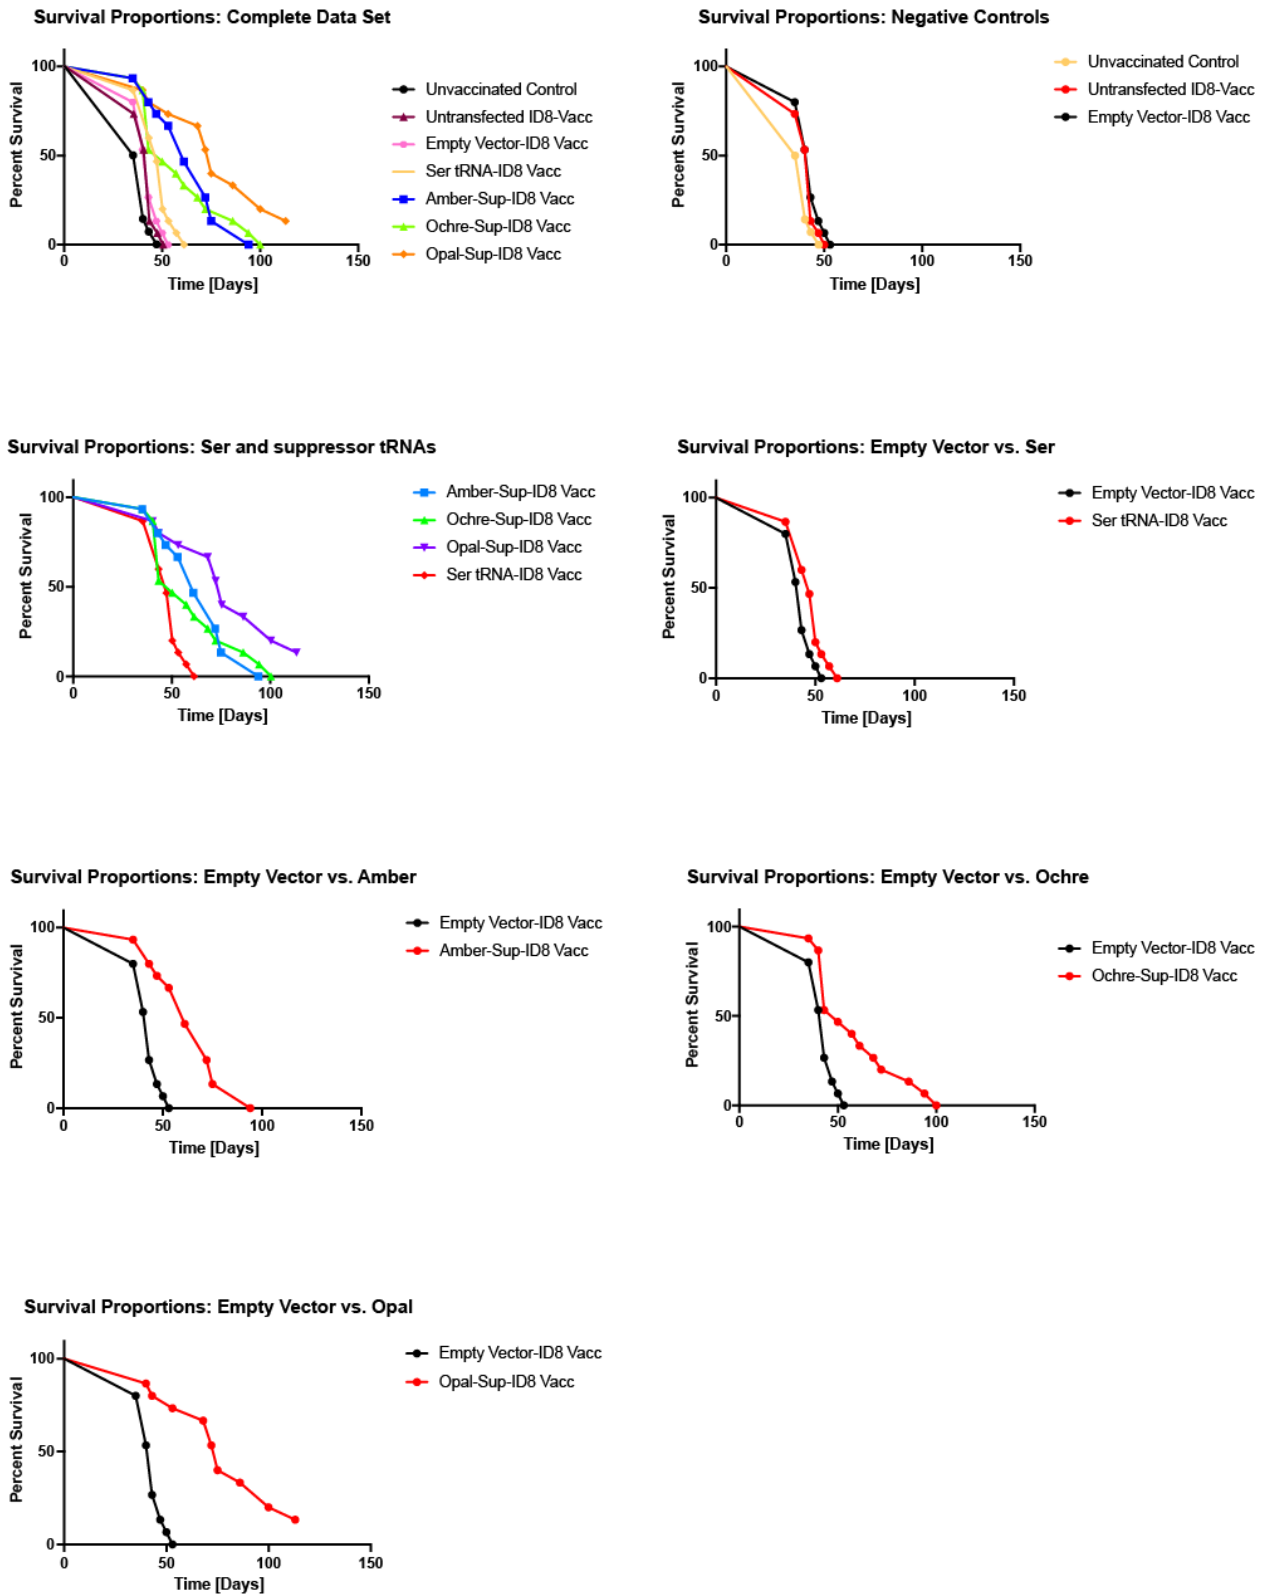 Survival Proportions: Complete Data Set
100
50
0
0 50 100 150
Percent Survival
Time [Days]
Unvaccinated Control
Untransfected ID8-Vacc
Empty Vector-ID8 Vacc
Ser tRNA-ID8 Vacc
Amber-Sup-ID8 Vacc
Ochre-Sup-ID8 Vacc
Opal-Sup-ID8 Vacc
Survival Proportions: Negative Controls
100
50
0
0 50 100 150
Percent Survival
Time [Days]
Unvaccinated Control
Untransfected ID8-Vacc
Empty Vector-ID8 Vacc
Survival Proportions: Ser and suppressor tRNAs
100
50
0
0 50 100 150
Percent Survival
Time [Days]
Amber-Sup-ID8 Vacc
Ochre-Sup-ID8 Vacc
Opal-Sup-ID8 Vacc
Ser tRNA-ID8 Vacc
Survival Proportions: Empty Vector vs. Ser
100
50
0
0 50 100 150
Percent Survival
Time [Days]
Empty Vector-ID8 Vacc
Ser tRNA-ID8 Vacc
Survival Proportions: Empty Vector vs. Amber
100
50
0
0 50 100 150
Percent Survival
Time [Days]
Empty Vector-ID8 Vacc
Amber-Sup-ID8 Vacc
Survival Proportions: Empty Vector vs. Ochre
100
50
0
0 50 100 150
Percent Survival
Time [Days]
Empty Vector-ID8 Vacc
Ochre-Sup-ID8 Vacc
Survival Proportions: Empty Vector vs. Opal
100
50
0
0 50 100 150
Percent Survival
Time [Days]
Empty Vector-ID8 Vacc
Opal-Sup-ID8 Vacc